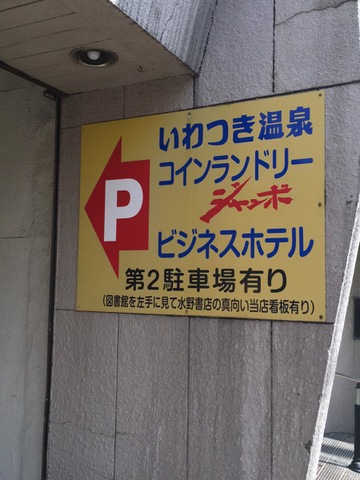 いわつき温泉
コインランドリー
ジャンボ
ビジネスホテル
P
第2駐車場有り
(図書館を左手に見て水野書店の真向い当店看板有り)